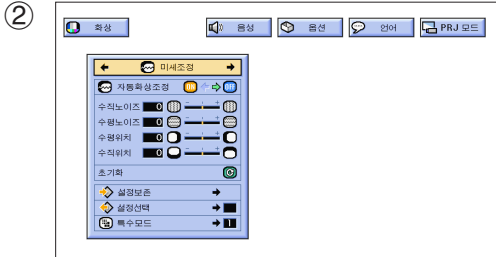 ②
화상 음성 옵션 언어 PRJ 모드
미세조정
자동화상조정 ON OFF
수직노이즈 0 - +
수평노이즈 0 - +
수평위치 0 - +
수직위치 0 - +
초기화
설정보존
설정선택
특수모드 1